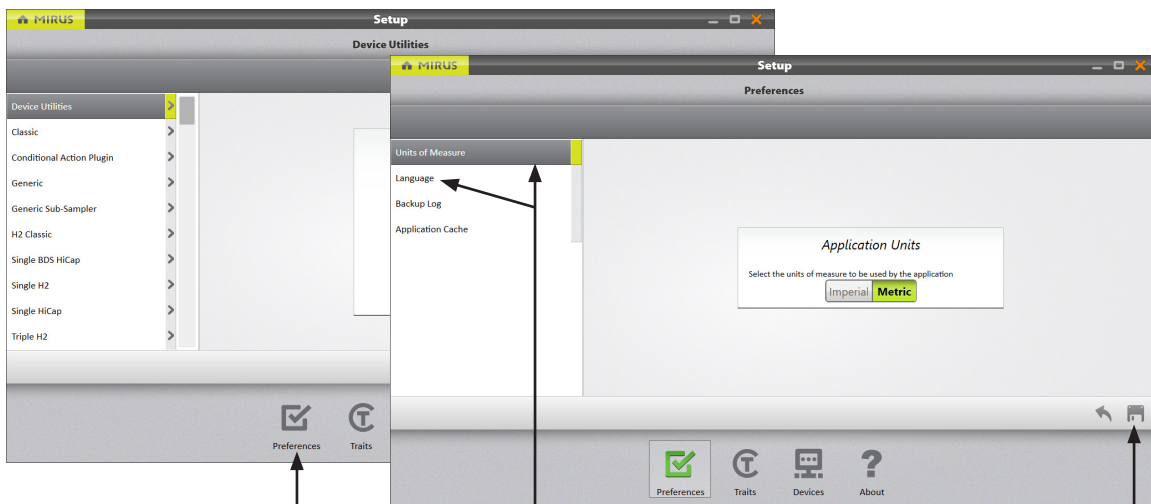 MIRUS
Setup
Device Utilities
Device Utilities
Classic
Conditional Action Plugin
Generic
Generic Sub-Sampler
H2 Classic
Single BDS HiCap
Single H2
Single HiCap
Triple H2
Preferences
Traits
MIRUS
Setup
Preferences
Units of Measure
Language
Backup Log
Application Cache
Application Units
Select the units of measure to be used by the application
Imperial Metric
Preferences
Traits
Devices
About